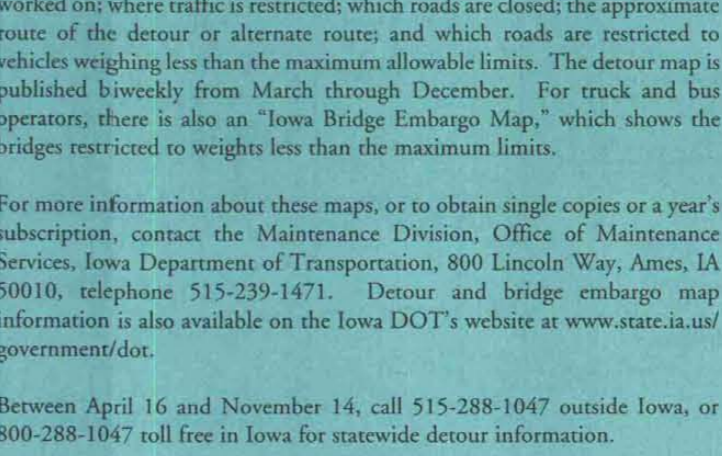 worked on; where traffic is restricted; which roads are closed; the approximate
route of the detour or alternate route; and which roads are restricted to
vehicles weighing less than the maximum allowable limits. The detour map is
published biweekly from March through December. For truck and bus
operators, there is also an "Iowa Bridge Embargo Map," which shows the
bridges restricted to weights less than the maximum limits.

For more information about these maps, or to obtain single copies or a year's
subscription, contact the Maintenance Division, Office of Maintenance
Services, Iowa Department of Transportation, 800 Lincoln Way, Ames, IA
50010, telephone 515-239-1471. Detour and bridge embargo map
information is also available on the Iowa DOT's website at www.state.ia.us/
government/dot.

Between April 16 and November 14, call 515-288-1047 outside Iowa, or
800-288-1047 toll free in Iowa for statewide detour information.